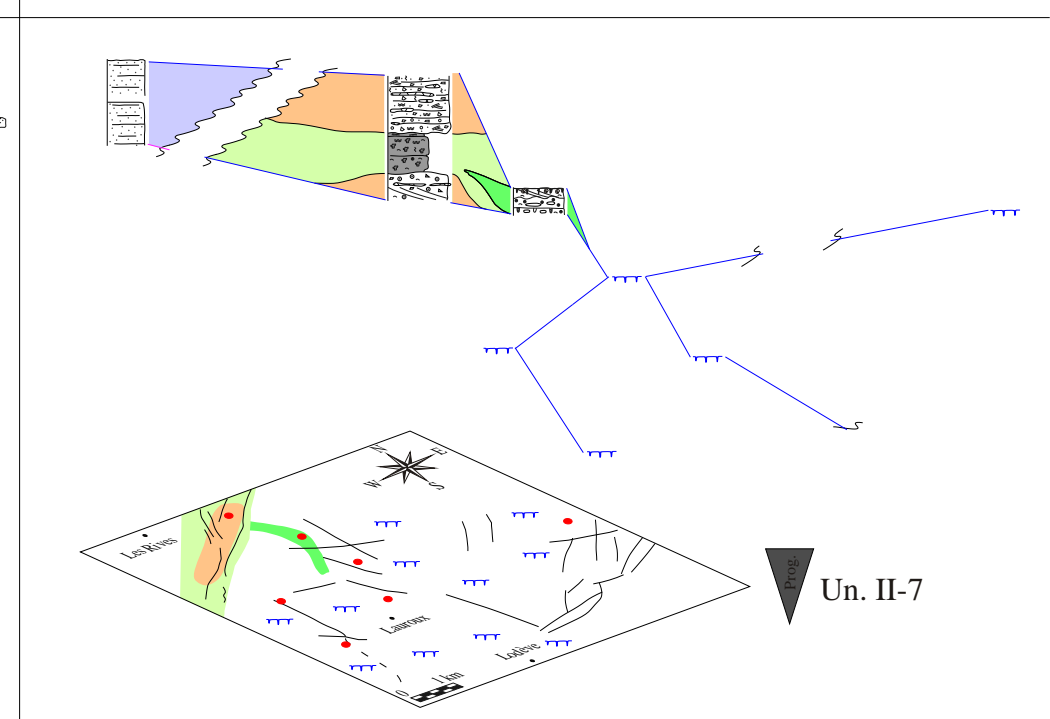 N
E
W
S
Les Rives
Prog.
Un. II-7
Lauroux
Lodève
0
1 km